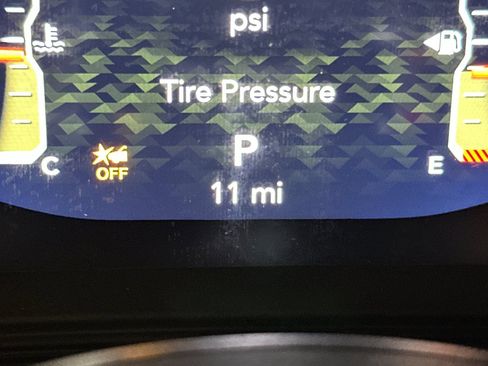 psi
Tire Pressure
P
C
E
OFF
11 mi